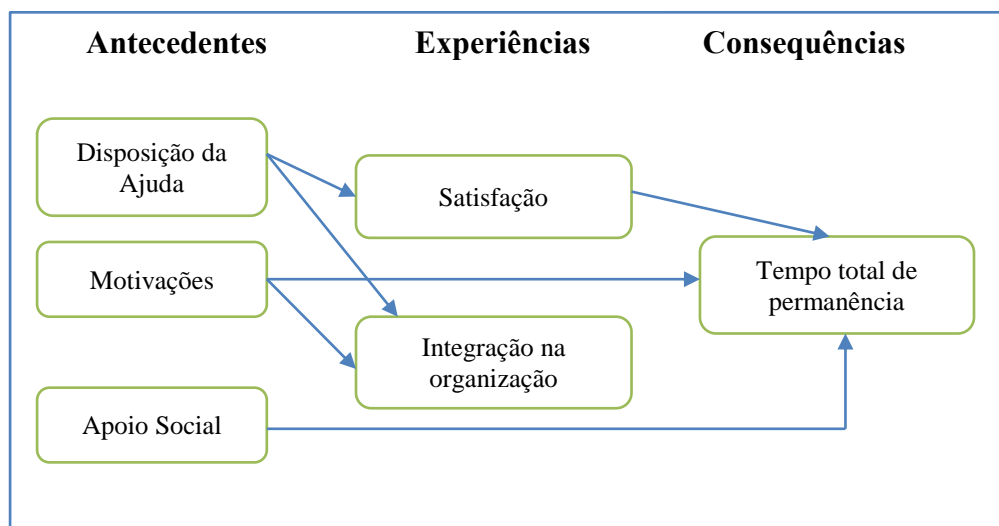 Antecedentes Experiências Consequências
Disposição da
Ajuda
Satisfação
Motivações
Tempo total de
permanência
Integração na
organização
Apoio Social